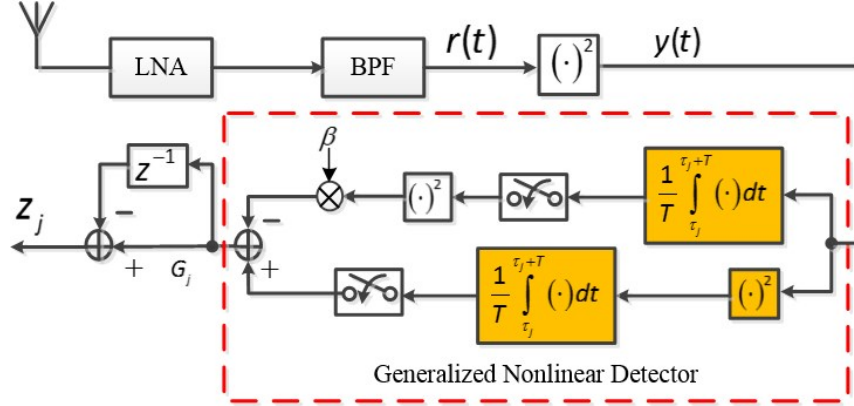 LNA
BPF
r(t)
(·)²
y(t)
β
z⁻¹
−
−
(·)²
1/T ∫_{τ_j}^{τ_j+T} (·)dt
z_j
+
G_j
+
1/T ∫_{τ_j}^{τ_j+T} (·)dt
(·)²
Generalized Nonlinear Detector